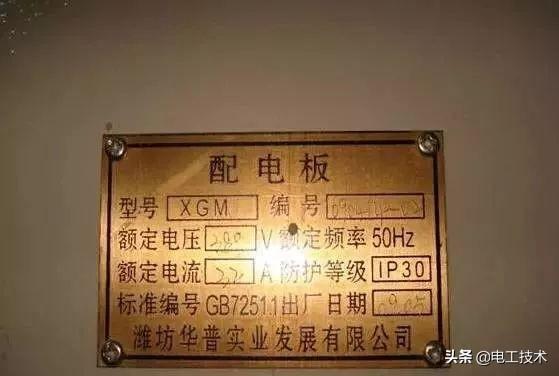 配电板
型号 XGM 编号
额定电压 V 额定频率 50Hz
额定电流 A 防护等级 IP30
标准编号 GB7251.1 出厂日期 09.05
潍坊华普实业发展有限公司
头条 @电工技术